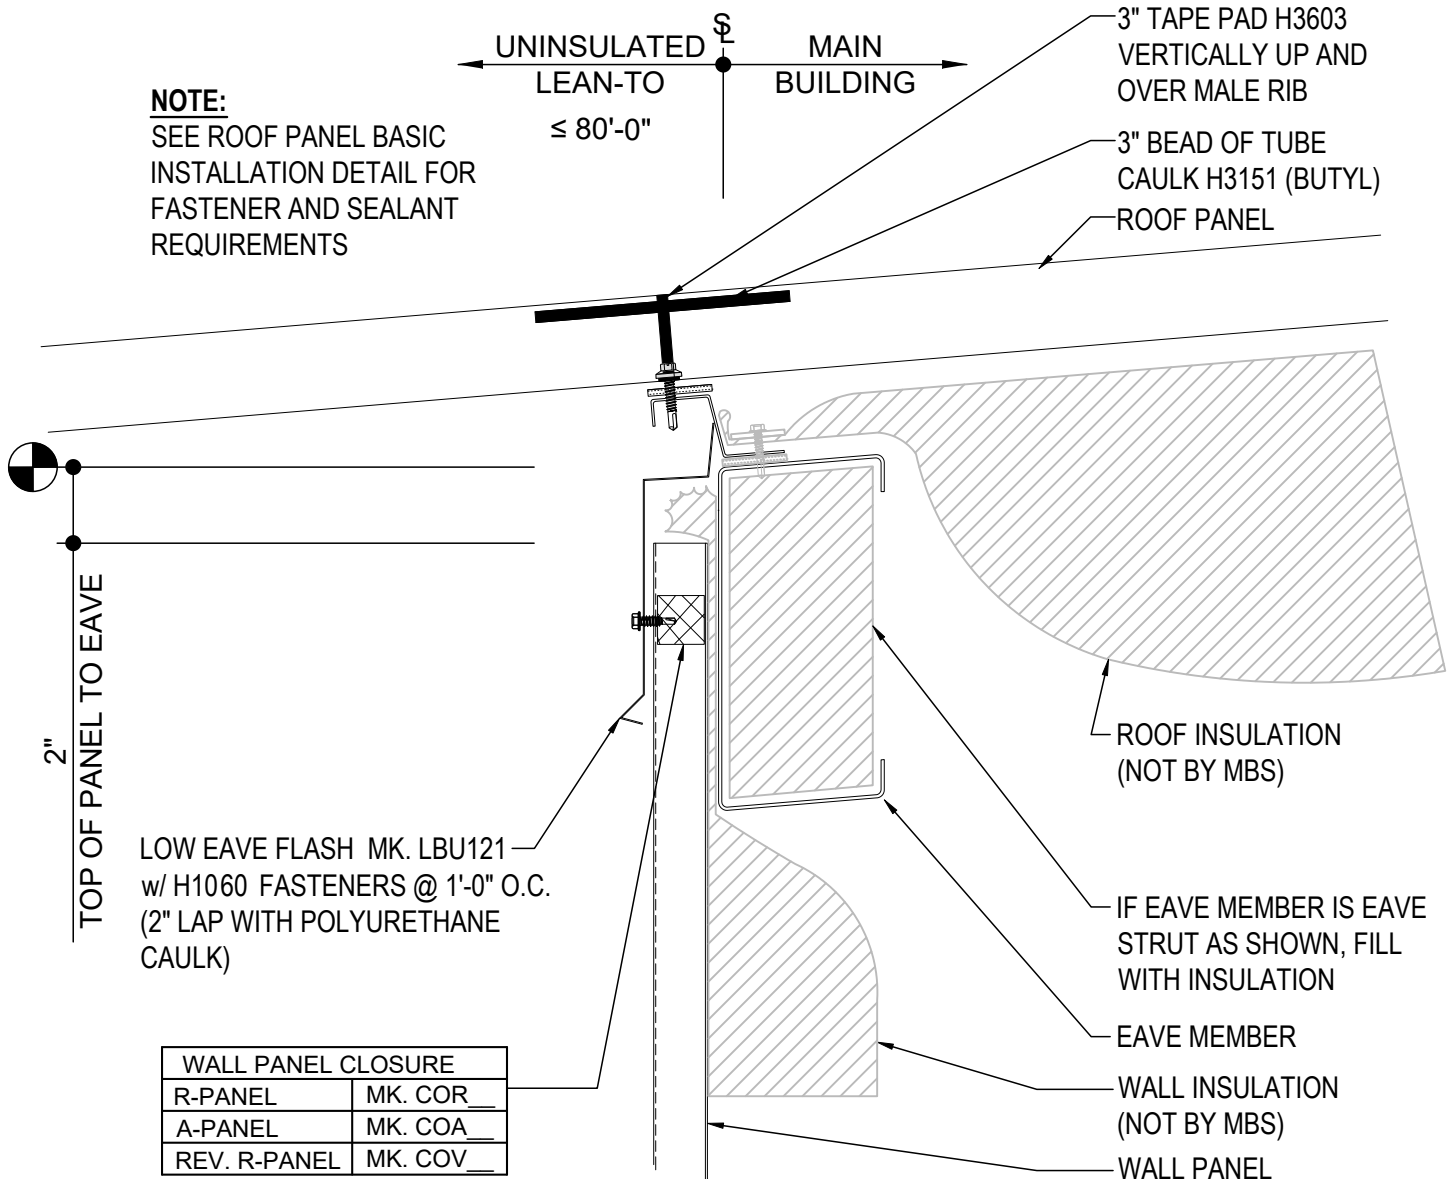 UNINSULATED
LEAN-TO
≤ 80'-0"
SL
MAIN
BUILDING
NOTE:
SEE ROOF PANEL BASIC
INSTALLATION DETAIL FOR
FASTENER AND SEALANT
REQUIREMENTS
3" TAPE PAD H3603
VERTICALLY UP AND
OVER MALE RIB
3" BEAD OF TUBE
CAULK H3151 (BUTYL)
ROOF PANEL
2"
TOP OF PANEL TO EAVE
LOW EAVE FLASH MK. LBU121
w/ H1060 FASTENERS @ 1'-0" O.C.
(2" LAP WITH POLYURETHANE
CAULK)
ROOF INSULATION
(NOT BY MBS)
IF EAVE MEMBER IS EAVE
STRUT AS SHOWN, FILL
WITH INSULATION
EAVE MEMBER
WALL INSULATION
(NOT BY MBS)
WALL PANEL
WALL PANEL CLOSURE
R-PANEL MK. COR__
A-PANEL MK. COA__
REV. R-PANEL MK. COV__